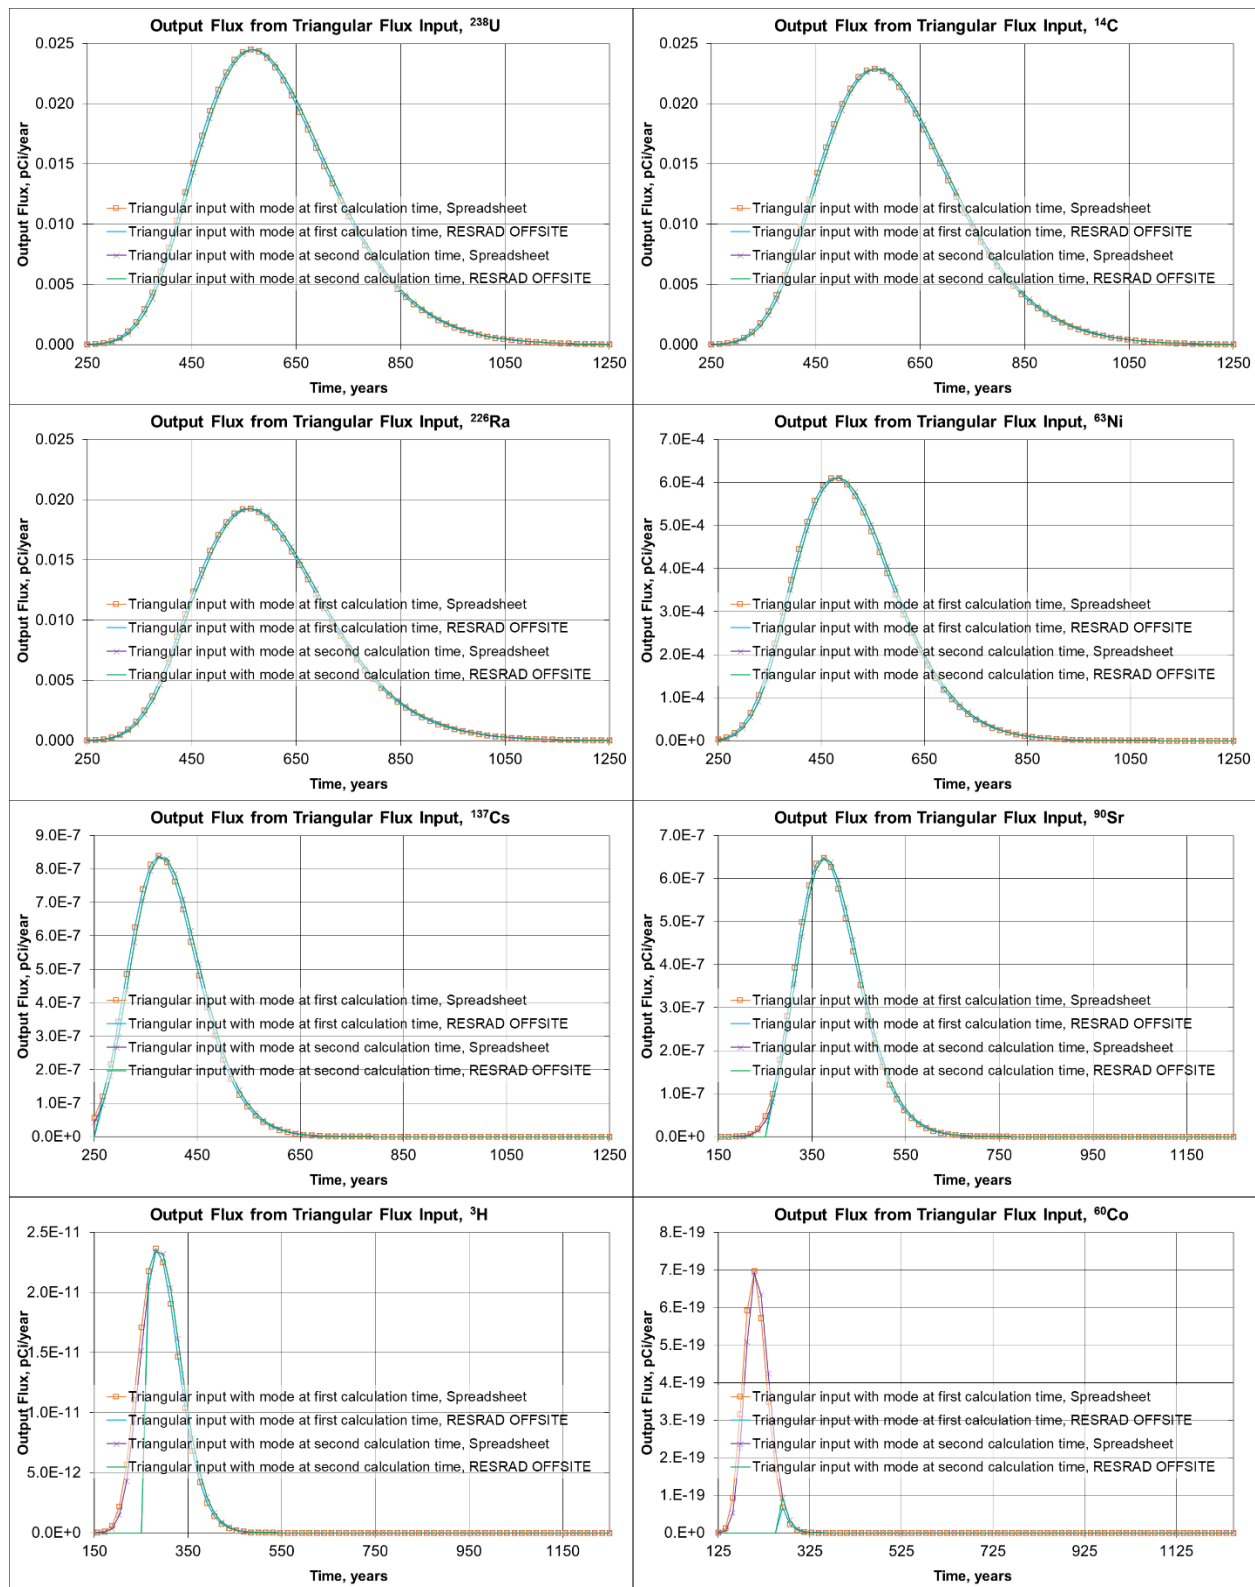 Output Flux from Triangular Flux Input, ²³⁸U
Output Flux, pCi/year
0.025
0.020
0.015
0.010
0.005
0.000
Triangular input with mode at first calculation time, Spreadsheet
Triangular input with mode at first calculation time, RESRAD OFFSITE
Triangular input with mode at second calculation time, Spreadsheet
Triangular input with mode at second calculation time, RESRAD OFFSITE
250 450 650 850 1050 1250
Time, years
Output Flux from Triangular Flux Input, ¹⁴C
Output Flux, pCi/year
0.025
0.020
0.015
0.010
0.005
0.000
Triangular input with mode at first calculation time, Spreadsheet
Triangular input with mode at first calculation time, RESRAD OFFSITE
Triangular input with mode at second calculation time, Spreadsheet
Triangular input with mode at second calculation time, RESRAD OFFSITE
250 450 650 850 1050 1250
Time, years
Output Flux from Triangular Flux Input, ²²⁶Ra
Output Flux, pCi/year
0.025
0.020
0.015
0.010
0.005
0.000
Triangular input with mode at first calculation time, Spreadsheet
Triangular input with mode at first calculation time, RESRAD OFFSITE
Triangular input with mode at second calculation time, Spreadsheet
Triangular input with mode at second calculation time, RESRAD OFFSITE
250 450 650 850 1050 1250
Time, years
Output Flux from Triangular Flux Input, ⁶³Ni
Output Flux, pCi/year
7.0E-4
6.0E-4
5.0E-4
4.0E-4
3.0E-4
2.0E-4
1.0E-4
0.0E+0
Triangular input with mode at first calculation time, Spreadsheet
Triangular input with mode at first calculation time, RESRAD OFFSITE
Triangular input with mode at second calculation time, Spreadsheet
Triangular input with mode at second calculation time, RESRAD OFFSITE
250 450 650 850 1050 1250
Time, years
Output Flux from Triangular Flux Input, ¹³⁷Cs
Output Flux, pCi/year
9.0E-7
8.0E-7
7.0E-7
6.0E-7
5.0E-7
4.0E-7
3.0E-7
2.0E-7
1.0E-7
0.0E+0
Triangular input with mode at first calculation time, Spreadsheet
Triangular input with mode at first calculation time, RESRAD OFFSITE
Triangular input with mode at second calculation time, Spreadsheet
Triangular input with mode at second calculation time, RESRAD OFFSITE
250 450 650 850 1050 1250
Time, years
Output Flux from Triangular Flux Input, ⁹⁰Sr
Output Flux, pCi/year
7.0E-7
6.0E-7
5.0E-7
4.0E-7
3.0E-7
2.0E-7
1.0E-7
0.0E+0
Triangular input with mode at first calculation time, Spreadsheet
Triangular input with mode at first calculation time, RESRAD OFFSITE
Triangular input with mode at second calculation time, Spreadsheet
Triangular input with mode at second calculation time, RESRAD OFFSITE
150 350 550 750 950 1150
Time, years
Output Flux from Triangular Flux Input, ³H
Output Flux, pCi/year
2.5E-11
2.0E-11
1.5E-11
1.0E-11
5.0E-12
0.0E+0
Triangular input with mode at first calculation time, Spreadsheet
Triangular input with mode at first calculation time, RESRAD OFFSITE
Triangular input with mode at second calculation time, Spreadsheet
Triangular input with mode at second calculation time, RESRAD OFFSITE
150 350 550 750 950 1150
Time, years
Output Flux from Triangular Flux Input, ⁶⁰Co
Output Flux, pCi/year
8.E-19
7.E-19
6.E-19
5.E-19
4.E-19
3.E-19
2.E-19
1.E-19
0.E+0
Triangular input with mode at first calculation time, Spreadsheet
Triangular input with mode at first calculation time, RESRAD OFFSITE
Triangular input with mode at second calculation time, Spreadsheet
Triangular input with mode at second calculation time, RESRAD OFFSITE
125 325 525 725 925 1125
Time, years